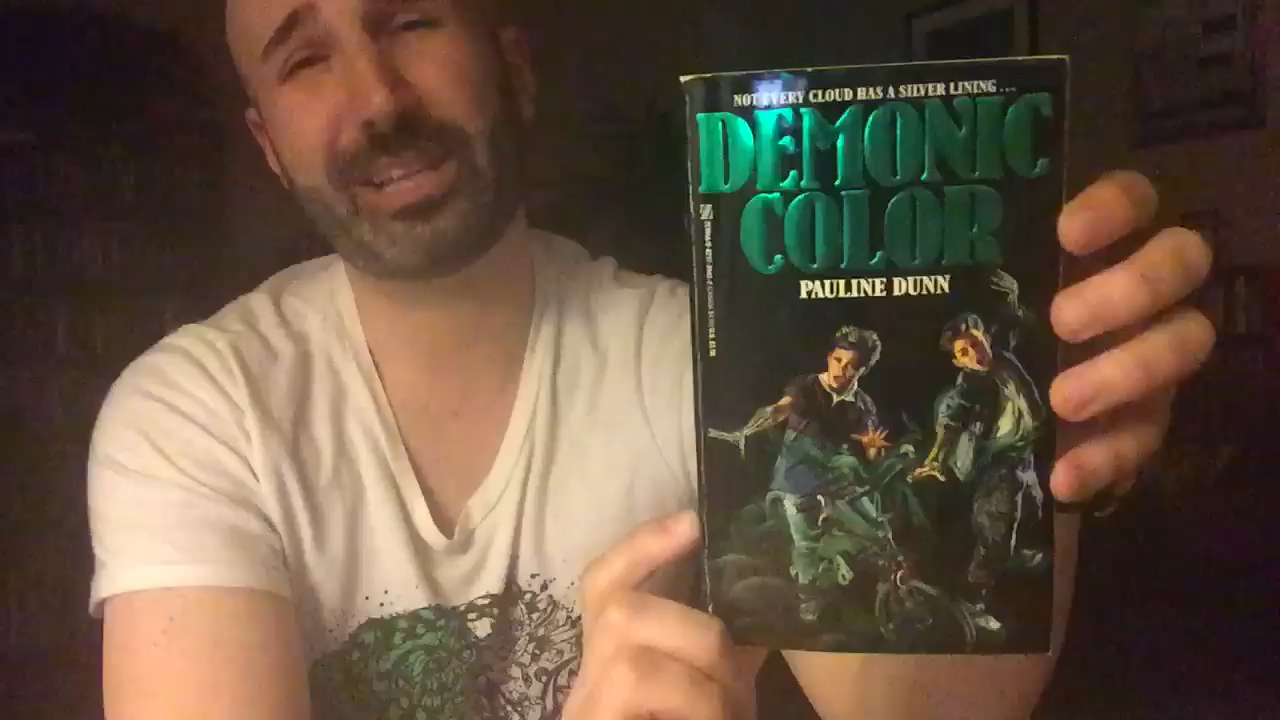 NOT EVERY CLOUD HAS A SILVER LINING...
DEMONIC
COLOR
PAULINE DUNN